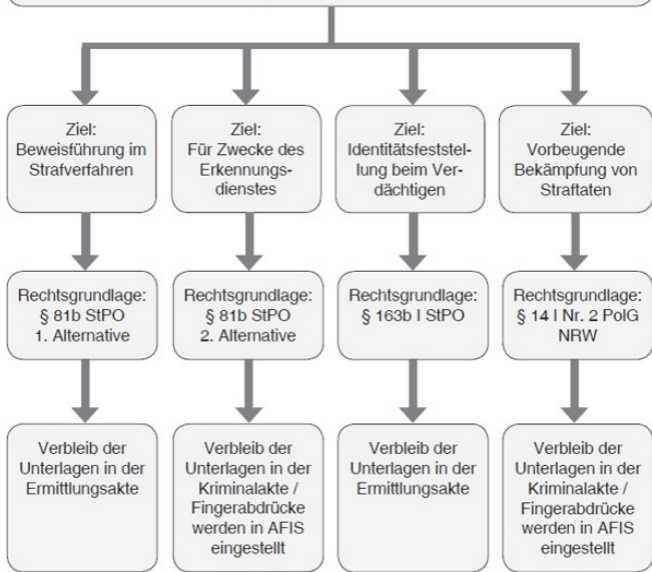 Ziel:
Beweisführung im
Strafverfahren
Ziel:
Für Zwecke des
Erkennungs-
dienstes
Ziel:
Identitätsfeststel-
lung beim Ver-
dächtigen
Ziel:
Vorbeugende
Bekämpfung von
Straftaten
Rechtsgrundlage:
§ 81b StPO
1. Alternative
Rechtsgrundlage:
§ 81b StPO
2. Alternative
Rechtsgrundlage:
§ 163b I StPO
Rechtsgrundlage:
§ 14 I Nr. 2 PolG
NRW
Verbleib der
Unterlagen in der
Ermittlungsakte
Verbleib der
Unterlagen in der
Kriminalakte /
Fingerabdrücke
werden in AFIS
eingestellt
Verbleib der
Unterlagen in der
Ermittlungsakte
Verbleib der
Unterlagen in der
Kriminalakte /
Fingerabdrücke
werden in AFIS
eingestellt